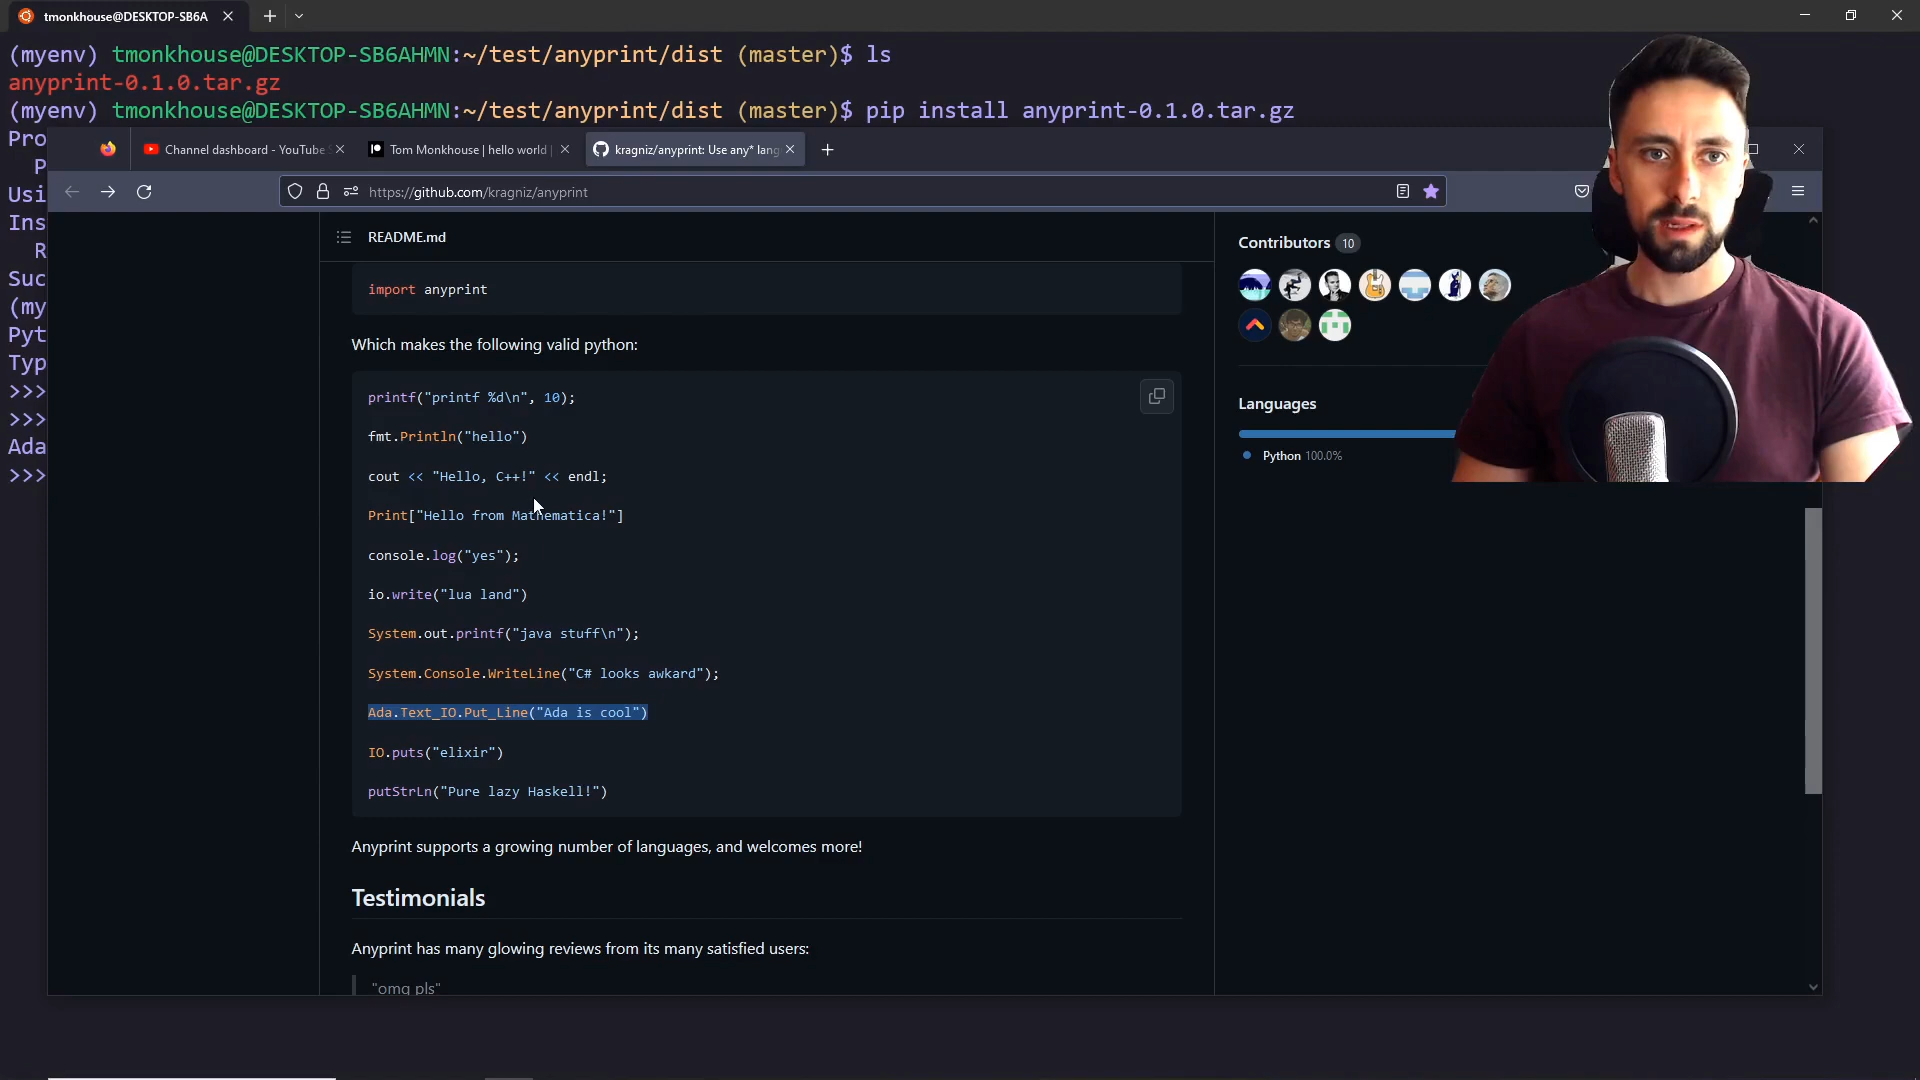 tmonkhouse@DESKTOP-SB6A
(myenv) tmonkhouse@DESKTOP-SB6AHMN:~/test/anyprint/dist (master)$ ls
anyprint-0.1.0.tar.gz
(myenv) tmonkhouse@DESKTOP-SB6AHMN:~/test/anyprint/dist (master)$ pip install anyprint-0.1.0.tar.gz
Pro
P
Usi
Ins
R
Suc
(my
Pyt
Typ
>>>
>>>
Ada
>>>
Channel dashboard - YouTube
Tom Monkhouse | hello world |
kragniz/anyprint: Use any* lang
https://github.com/kragniz/anyprint
README.md
import anyprint
Which makes the following valid python:
printf("printf %d\n", 10);
fmt.Println("hello")
cout << "Hello, C++!" << endl;
Print["Hello from Mathematica!"]
console.log("yes");
io.write("lua land")
System.out.printf("java stuff\n");
System.Console.WriteLine("C# looks awkard");
Ada.Text_IO.Put_Line("Ada is cool")
IO.puts("elixir")
putStrLn("Pure lazy Haskell!")
Anyprint supports a growing number of languages, and welcomes more!
Testimonials
Anyprint has many glowing reviews from its many satisfied users:
"omg pls"
Contributors 10
Languages
Python 100.0%